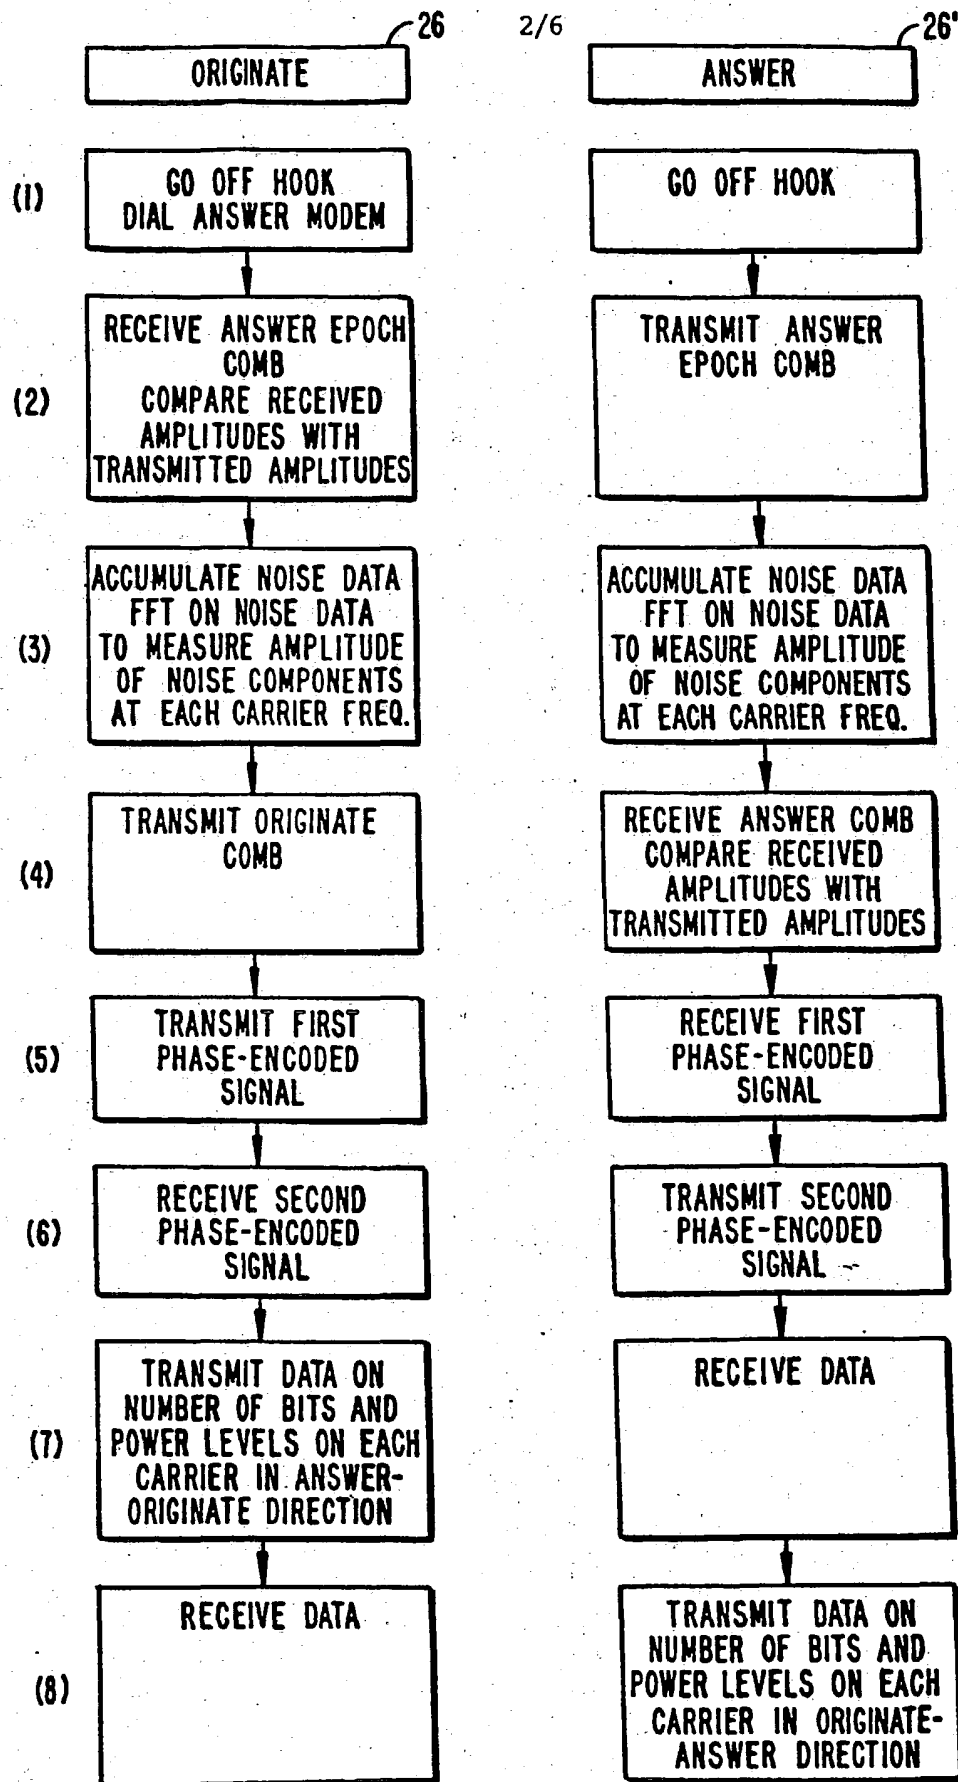 26
2/6
26'
ORIGINATE
ANSWER
(1)
GO OFF HOOK
DIAL ANSWER MODEM
GO OFF HOOK
(2)
RECEIVE ANSWER EPOCH
COMB
COMPARE RECEIVED
AMPLITUDES WITH
TRANSMITTED AMPLITUDES
TRANSMIT ANSWER
EPOCH COMB
(3)
ACCUMULATE NOISE DATA
FFT ON NOISE DATA
TO MEASURE AMPLITUDE
OF NOISE COMPONENTS
AT EACH CARRIER FREQ.
ACCUMULATE NOISE DATA
FFT ON NOISE DATA
TO MEASURE AMPLITUDE
OF NOISE COMPONENTS
AT EACH CARRIER FREQ.
(4)
TRANSMIT ORIGINATE
COMB
RECEIVE ANSWER COMB
COMPARE RECEIVED
AMPLITUDES WITH
TRANSMITTED AMPLITUDES
(5)
TRANSMIT FIRST
PHASE-ENCODED
SIGNAL
RECEIVE FIRST
PHASE-ENCODED
SIGNAL
(6)
RECEIVE SECOND
PHASE-ENCODED
SIGNAL
TRANSMIT SECOND
PHASE-ENCODED
SIGNAL
(7)
TRANSMIT DATA ON
NUMBER OF BITS AND
POWER LEVELS ON EACH
CARRIER IN ANSWER-
ORIGINATE DIRECTION
RECEIVE DATA
(8)
RECEIVE DATA
TRANSMIT DATA ON
NUMBER OF BITS AND
POWER LEVELS ON EACH
CARRIER IN ORIGINATE-
ANSWER DIRECTION